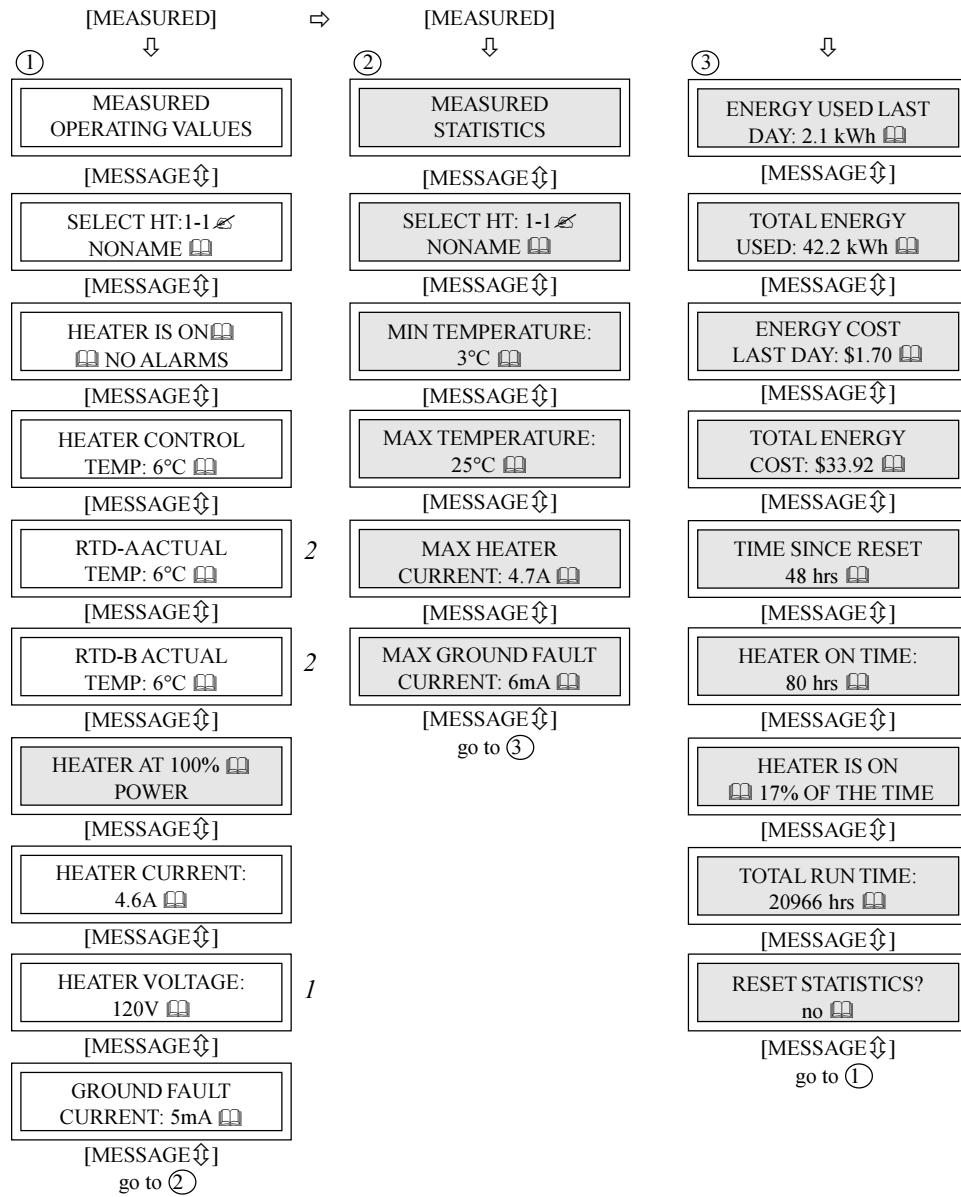 [MEASURED] ⇨ [MEASURED]
⇩ ⇩ ⇩
①
MEASURED
OPERATING VALUES
[MESSAGE⇳]
SELECT HT:1-1✍
NONAME 🕮
[MESSAGE⇳]
HEATER IS ON🕮
🕮 NO ALARMS
[MESSAGE⇳]
HEATER CONTROL
TEMP: 6°C 🕮
[MESSAGE⇳]
RTD-AACTUAL
TEMP: 6°C 🕮
2
[MESSAGE⇳]
RTD-B ACTUAL
TEMP: 6°C 🕮
2
[MESSAGE⇳]
HEATER AT 100% 🕮
POWER
[MESSAGE⇳]
HEATER CURRENT:
4.6A 🕮
[MESSAGE⇳]
HEATER VOLTAGE:
120V 🕮
1
[MESSAGE⇳]
GROUND FAULT
CURRENT: 5mA 🕮
[MESSAGE⇳]
go to ②
②
MEASURED
STATISTICS
[MESSAGE⇳]
SELECT HT: 1-1✍
NONAME 🕮
[MESSAGE⇳]
MIN TEMPERATURE:
3°C 🕮
[MESSAGE⇳]
MAX TEMPERATURE:
25°C 🕮
[MESSAGE⇳]
MAX HEATER
CURRENT: 4.7A 🕮
[MESSAGE⇳]
MAX GROUND FAULT
CURRENT: 6mA 🕮
[MESSAGE⇳]
go to ③
③
ENERGY USED LAST
DAY: 2.1 kWh 🕮
[MESSAGE⇳]
TOTAL ENERGY
USED: 42.2 kWh 🕮
[MESSAGE⇳]
ENERGY COST
LAST DAY: $1.70 🕮
[MESSAGE⇳]
TOTAL ENERGY
COST: $33.92 🕮
[MESSAGE⇳]
TIME SINCE RESET
48 hrs 🕮
[MESSAGE⇳]
HEATER ON TIME:
80 hrs 🕮
[MESSAGE⇳]
HEATER IS ON
🕮 17% OF THE TIME
[MESSAGE⇳]
TOTAL RUN TIME:
20966 hrs 🕮
[MESSAGE⇳]
RESET STATISTICS?
no 🕮
[MESSAGE⇳]
go to ①